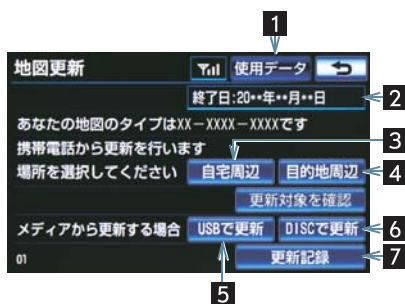 1
地図更新 使用データ
終了日:20••年••月••日 2
あなたの地図のタイプはXX－XXXX－XXXXです
携帯電話から更新を行います 3
場所を選択してください 自宅周辺 目的地周辺 4
更新対象を確認
メディアから更新する場合 USBで更新 DISCで更新 6
01 更新記録 7
5